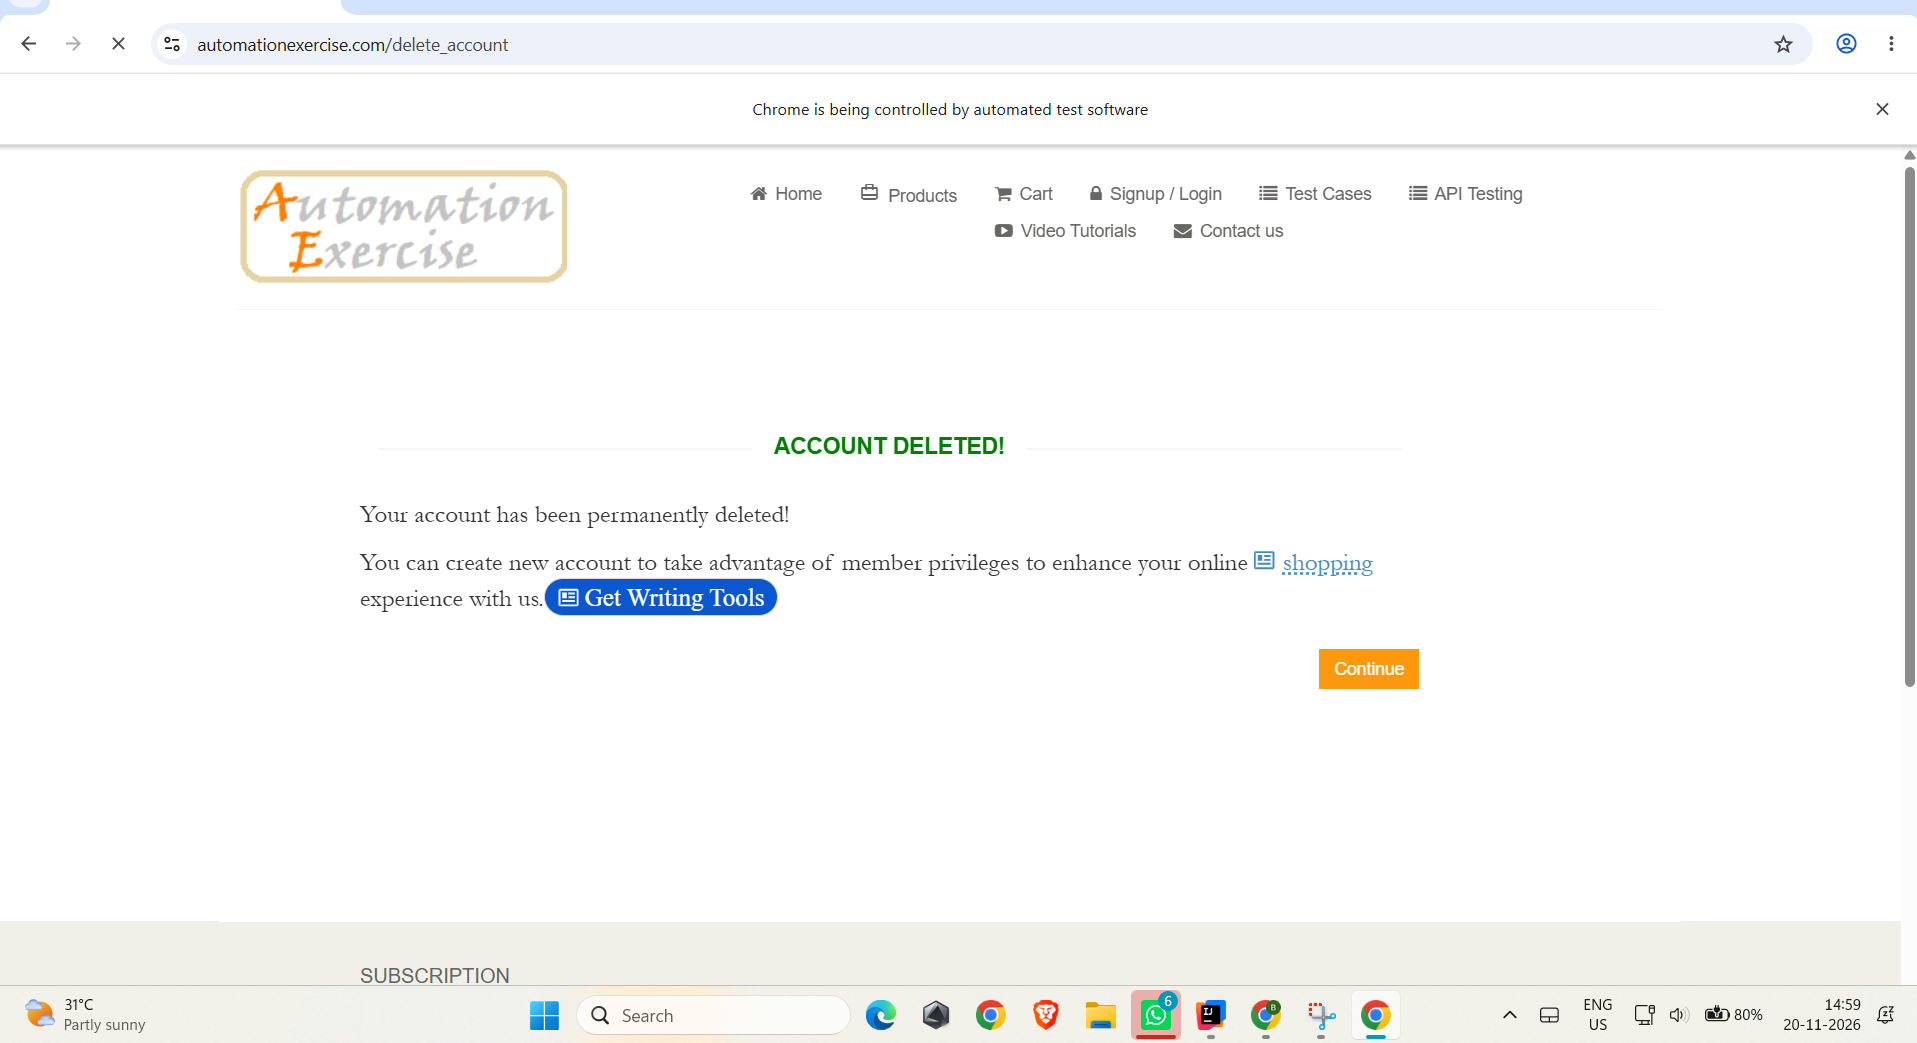 automationexercise.com/delete_account
Chrome is being controlled by automated test software
Automation
Exercise
Home Products Cart Signup / Login Test Cases API Testing
Video Tutorials Contact us
ACCOUNT DELETED!
Your account has been permanently deleted!
You can create new account to take advantage of member privileges to enhance your online shopping
experience with us. Get Writing Tools
Continue
SUBSCRIPTION
31°C
Partly sunny
Search
6
B
IJ
ENG
US
80%
14:59
20-11-2026